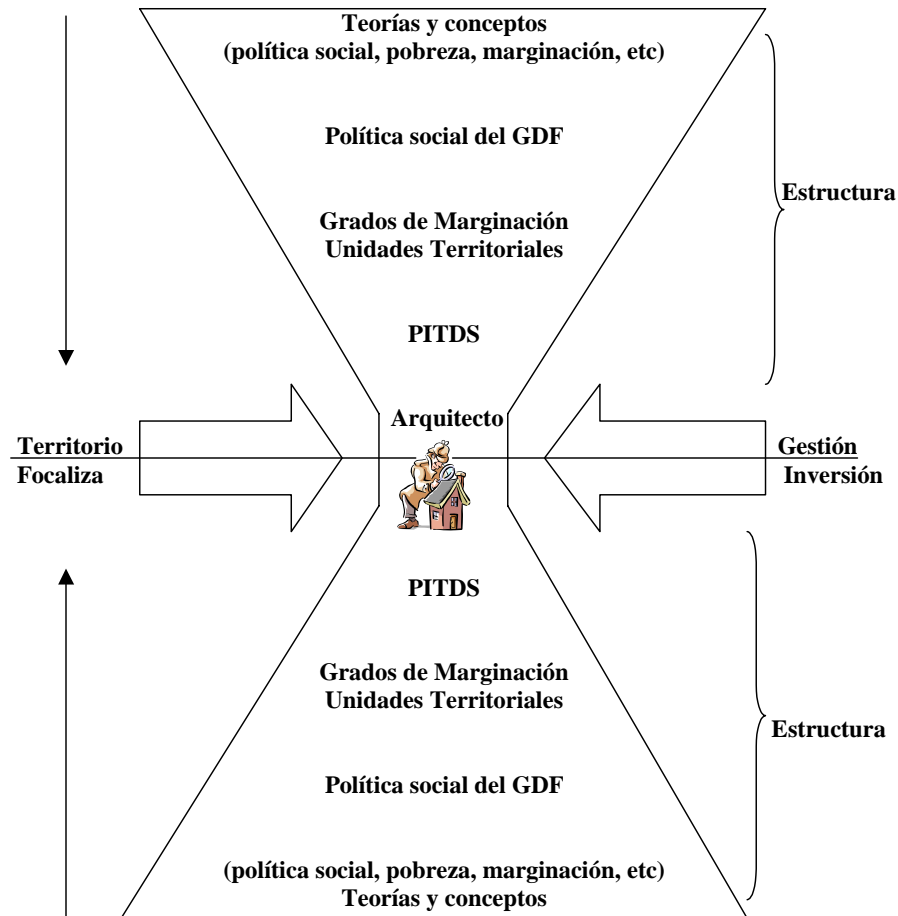 Teorías y conceptos
(política social, pobreza, marginación, etc)
Política social del GDF
Estructura
Grados de Marginación
Unidades Territoriales
PITDS
Arquitecto
Territorio
Focaliza
Gestión
Inversión
PITDS
Grados de Marginación
Unidades Territoriales
Estructura
Política social del GDF
(política social, pobreza, marginación, etc)
Teorías y conceptos